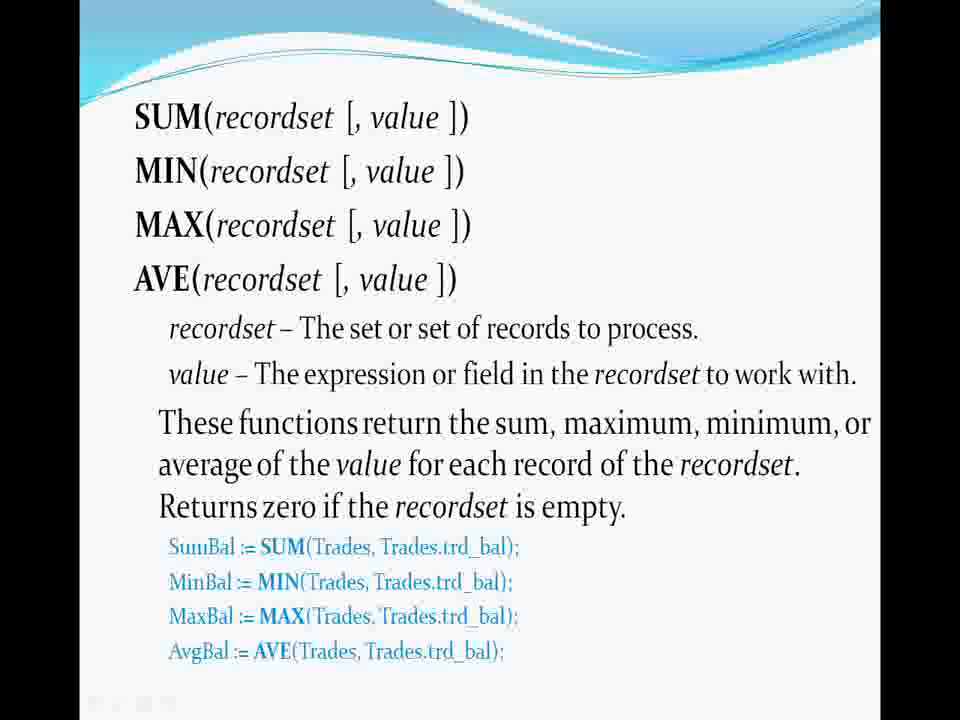 SUM(recordset [, value ])
MIN(recordset [, value ])
MAX(recordset [, value ])
AVE(recordset [, value ])
recordset – The set or set of records to process.
value – The expression or field in the recordset to work with.
These functions return the sum, maximum, minimum, or
average of the value for each record of the recordset.
Returns zero if the recordset is empty.
SumBal := SUM(Trades, Trades.trd_bal);
MinBal := MIN(Trades, Trades.trd_bal);
MaxBal := MAX(Trades, Trades.trd_bal);
AvgBal := AVE(Trades, Trades.trd_bal);